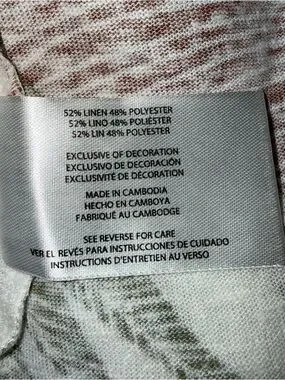 52% LINEN 48% POLYESTER
52% LINO 48% POLIÉSTER
52% LIN 48% POLYESTER
EXCLUSIVE OF DECORATION
EXCLUSIVO DE DECORACIÓN
EXCLUSIVITÉ DE DÉCORATION
MADE IN CAMBODIA
HECHO EN CAMBOYA
FABRIQUÉ AU CAMBODGE
SEE REVERSE FOR CARE
VER EL REVÉS PARA INSTRUCCIONES DE CUIDADO
INSTRUCTIONS D'ENTRETIEN AU VERSO